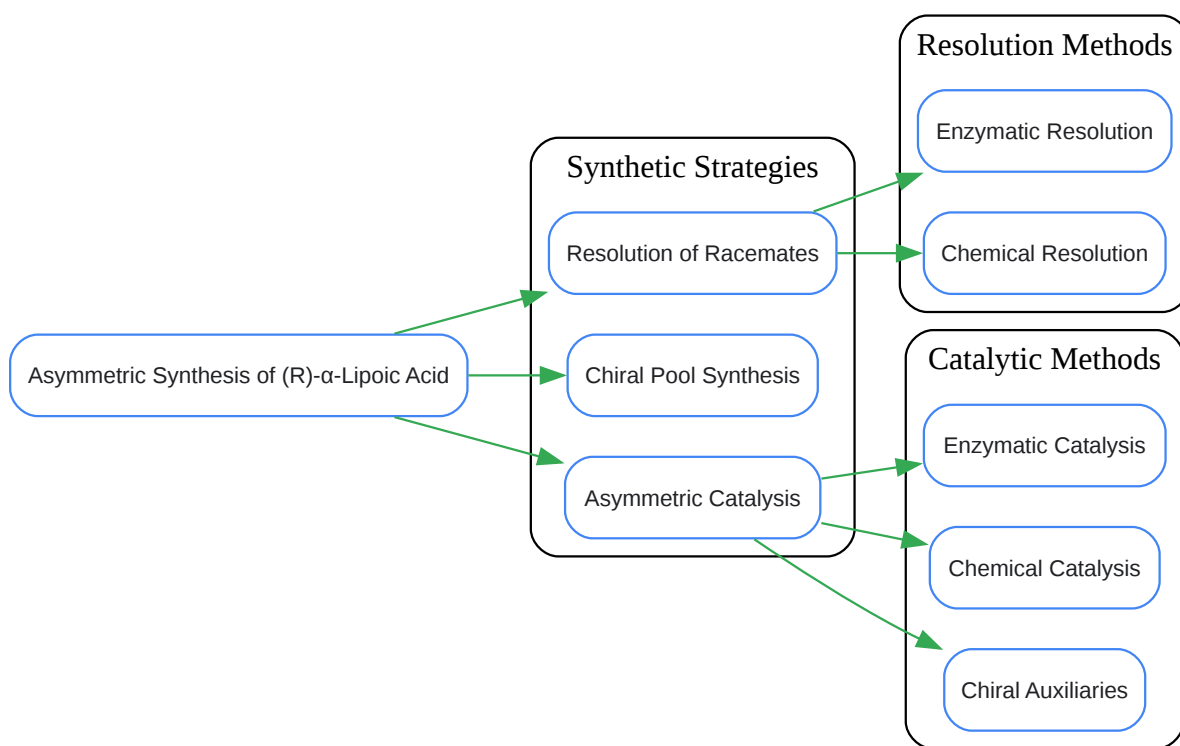 Asymmetric Synthesis of (R)-α-Lipoic Acid
Synthetic Strategies
Resolution of Racemates
Chiral Pool Synthesis
Asymmetric Catalysis
Resolution Methods
Enzymatic Resolution
Chemical Resolution
Catalytic Methods
Enzymatic Catalysis
Chemical Catalysis
Chiral Auxiliaries